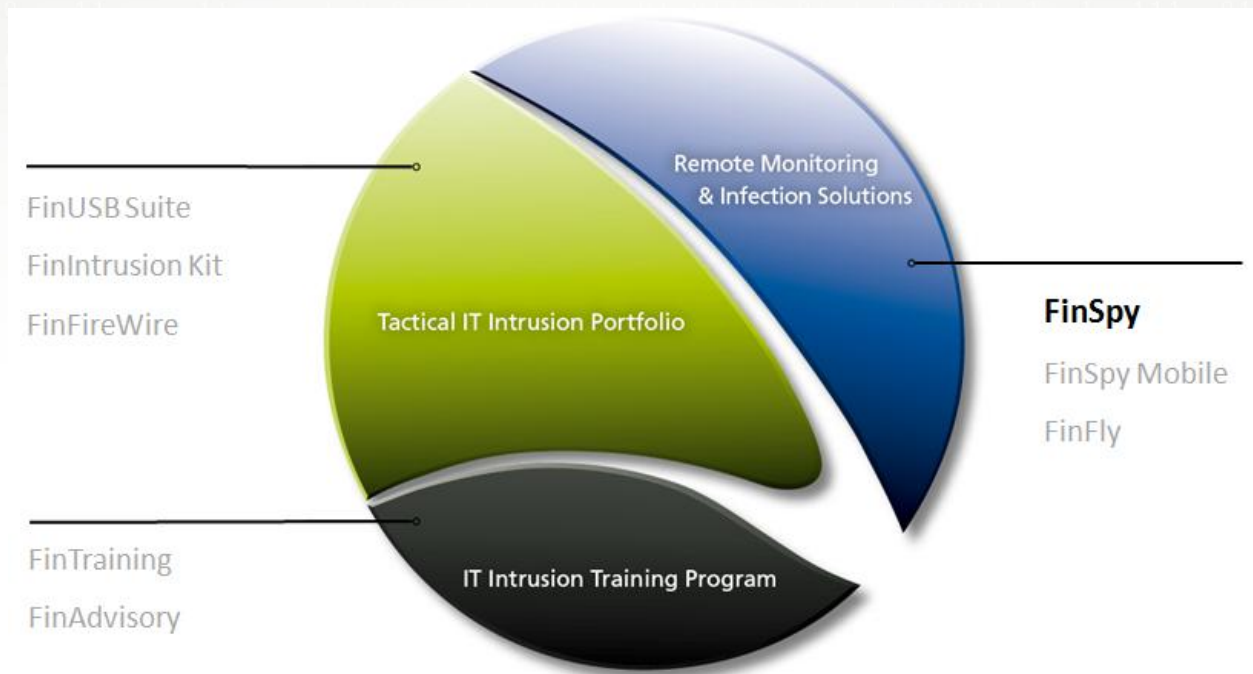 FinUSB Suite
FinIntrusion Kit
FinFireWire
Tactical IT Intrusion Portfolio
Remote Monitoring
& Infection Solutions
FinSpy
FinSpy Mobile
FinFly
FinTraining
FinAdvisory
IT Intrusion Training Program